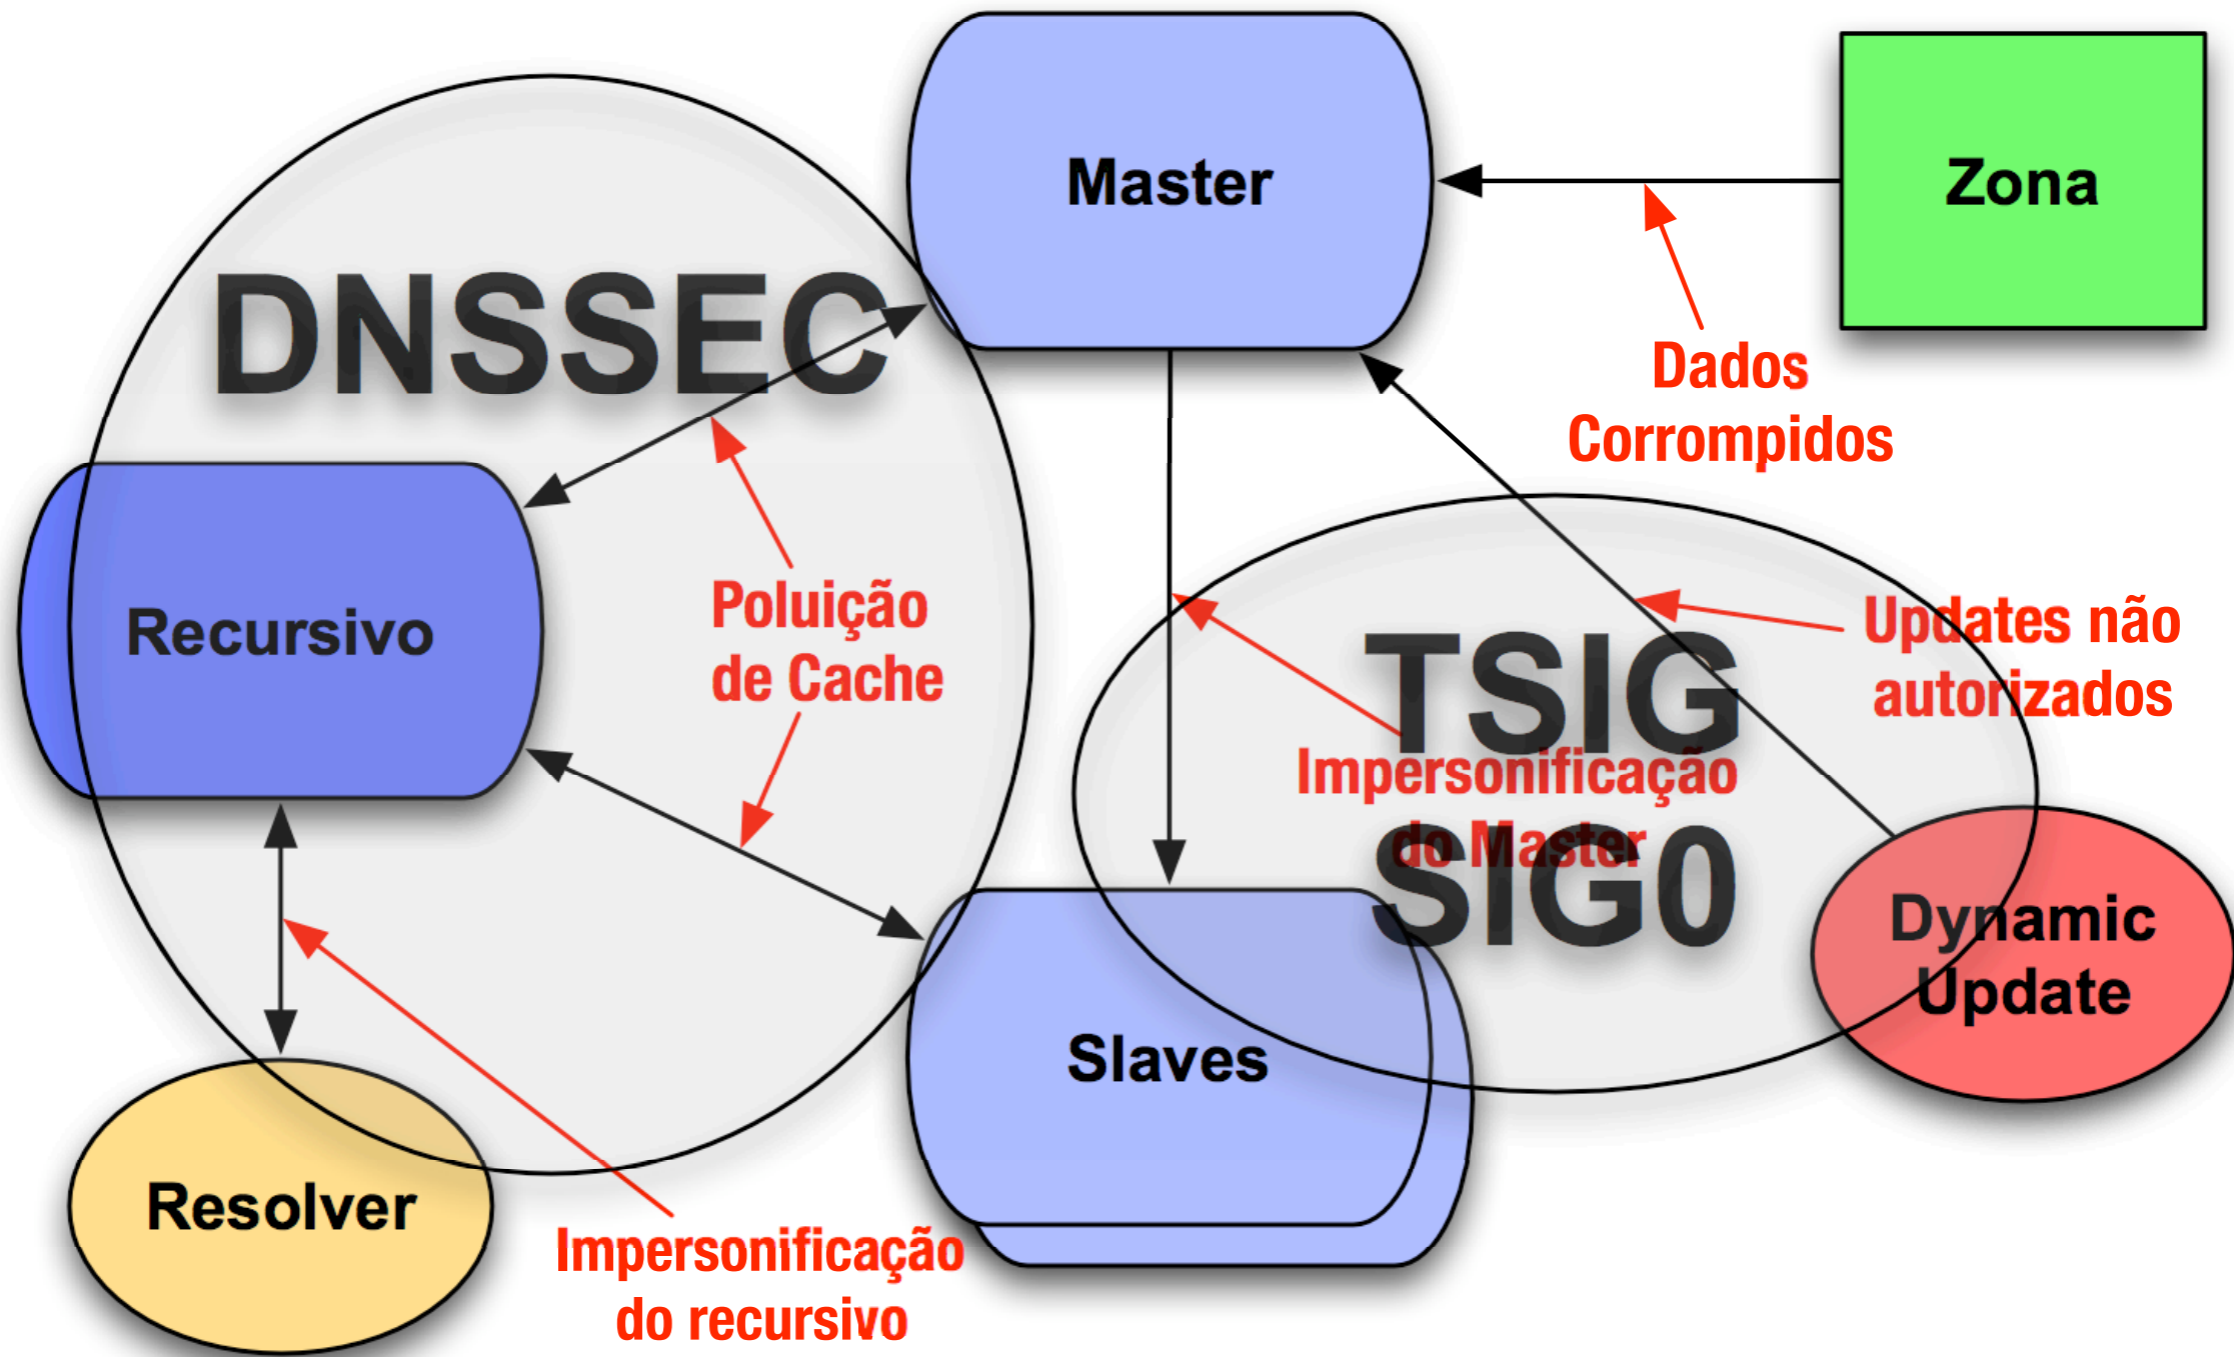 Master
Zona
DNSSEC
Dados
Corrompidos
Recursivo
Poluição
de Cache
Updates não
autorizados
TSIG
Impersonificação
do Master
SIG0
Dynamic
Update
Slaves
Resolver
Impersonificação
do recursivo